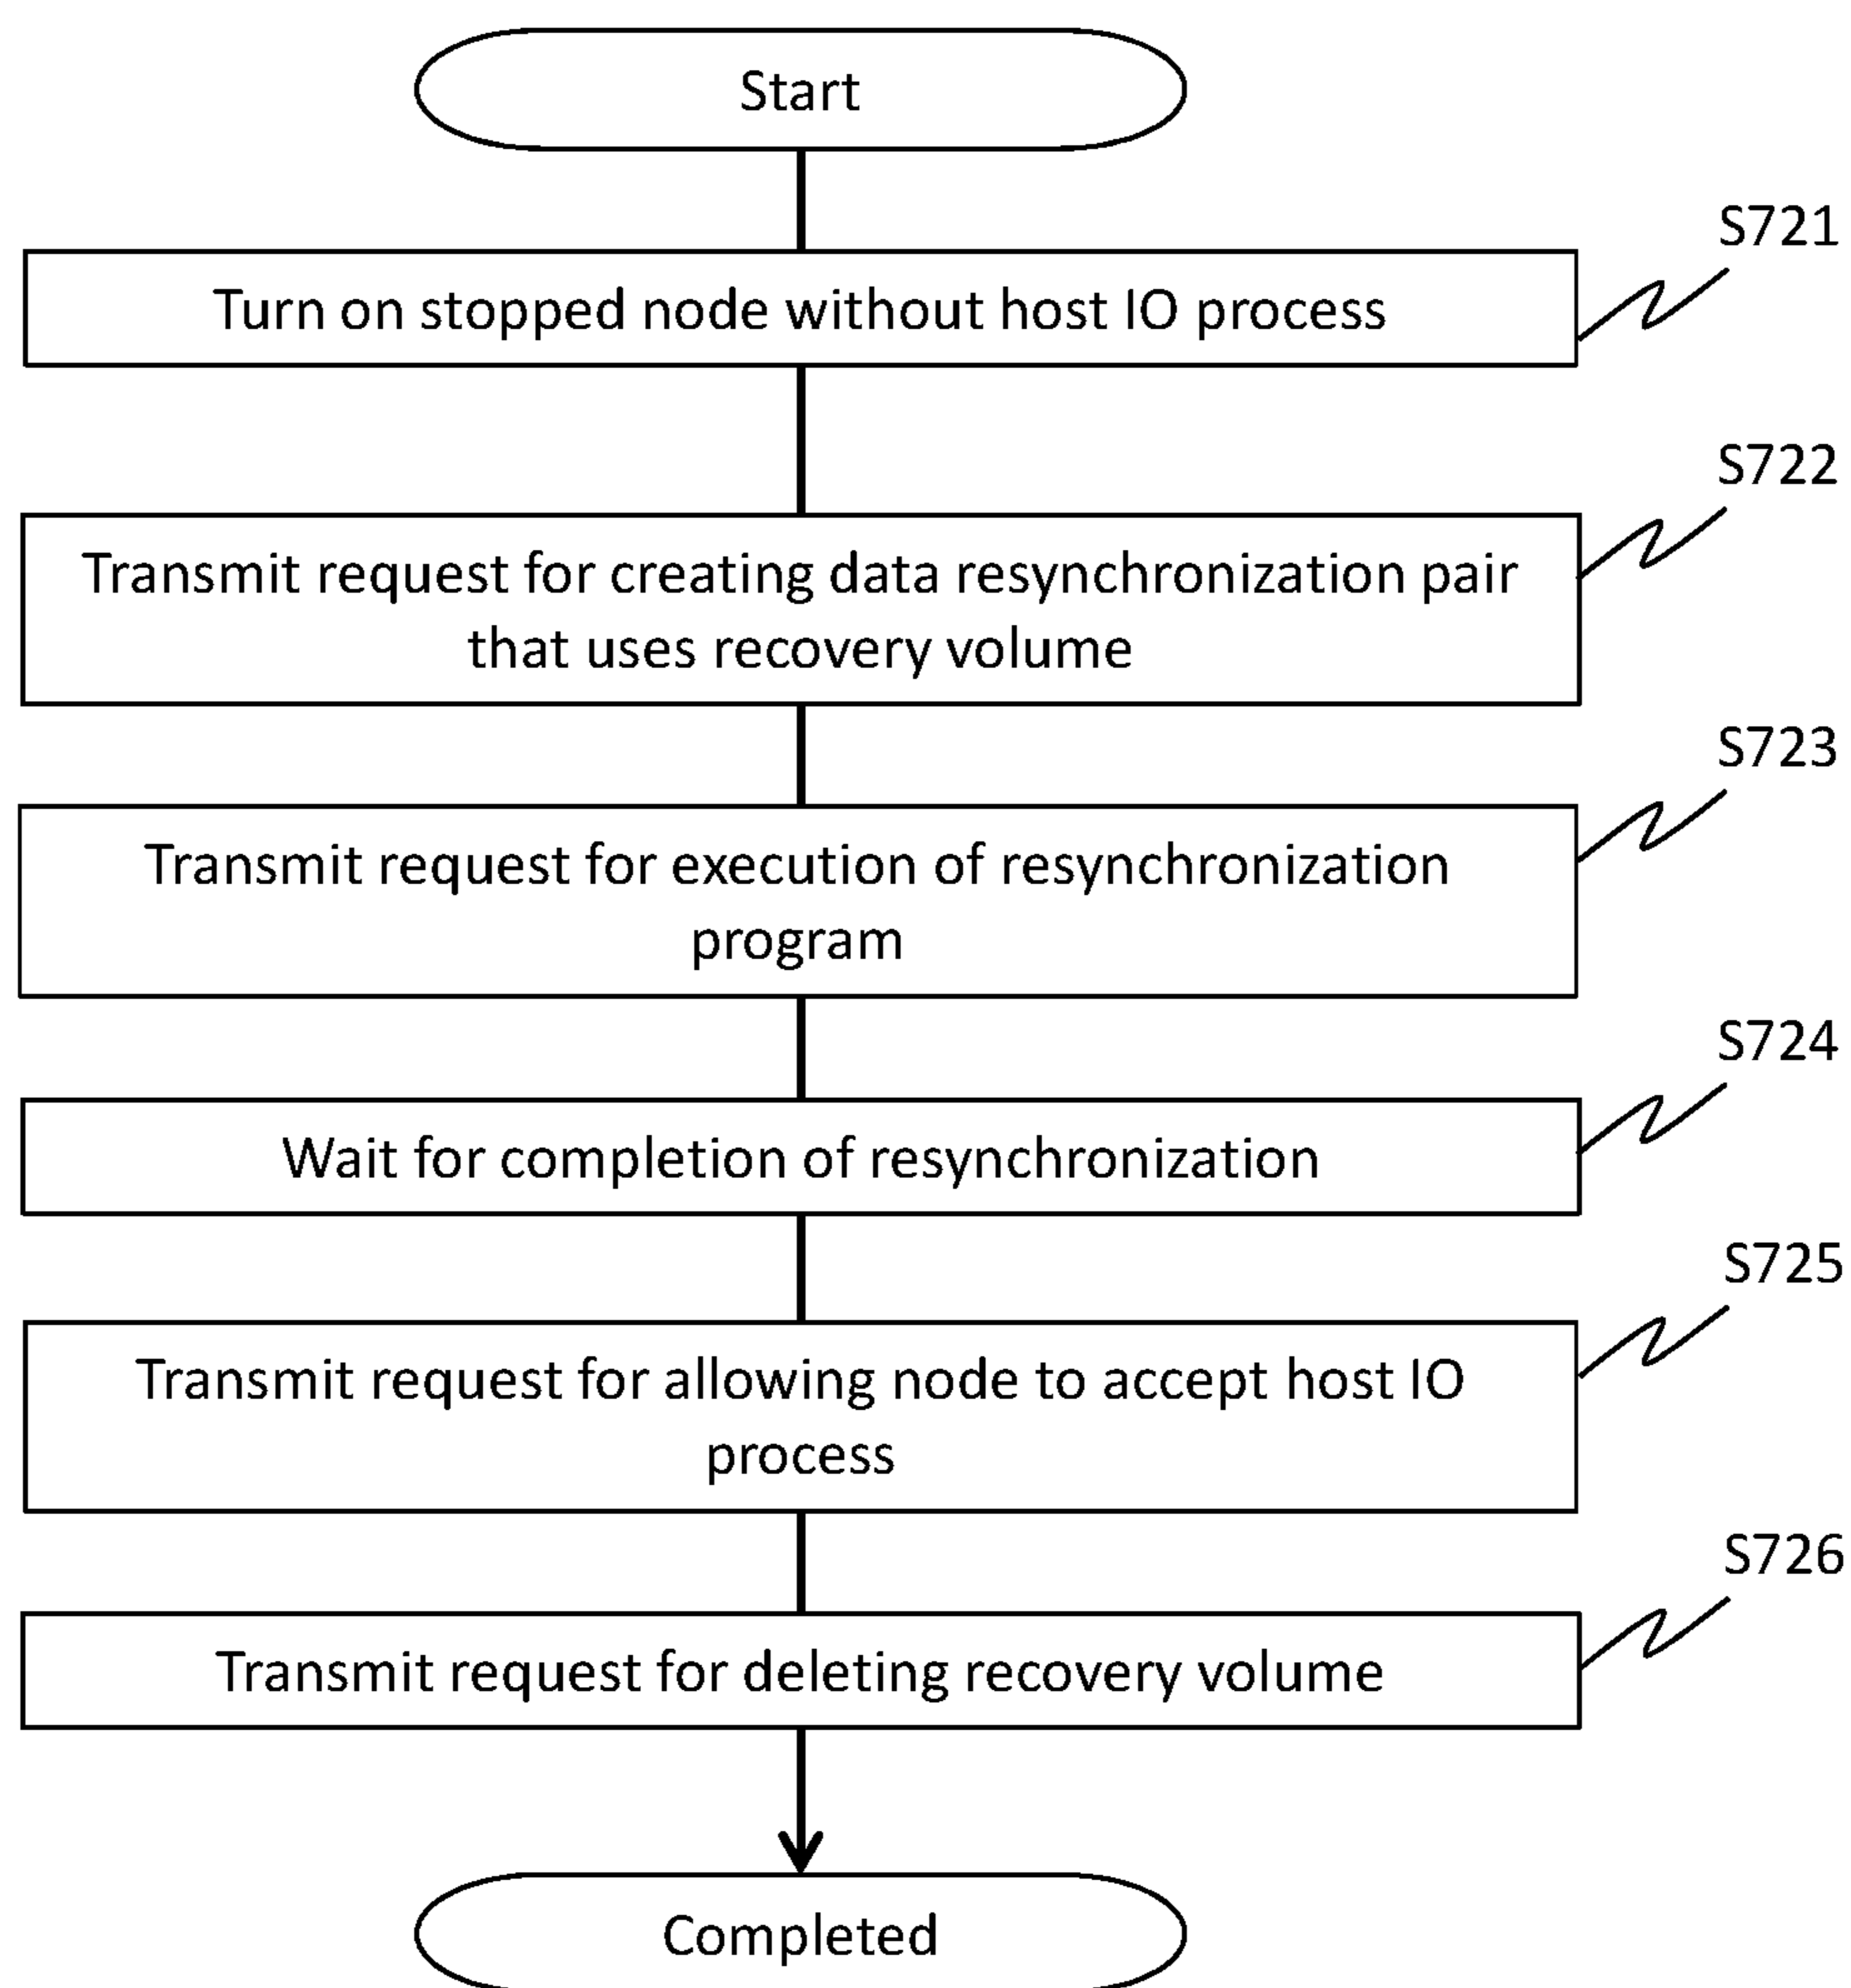 Start
S721
Turn on stopped node without host IO process
S722
Transmit request for creating data resynchronization pair
that uses recovery volume
S723
Transmit request for execution of resynchronization
program
S724
Wait for completion of resynchronization
S725
Transmit request for allowing node to accept host IO
process
S726
Transmit request for deleting recovery volume
Completed